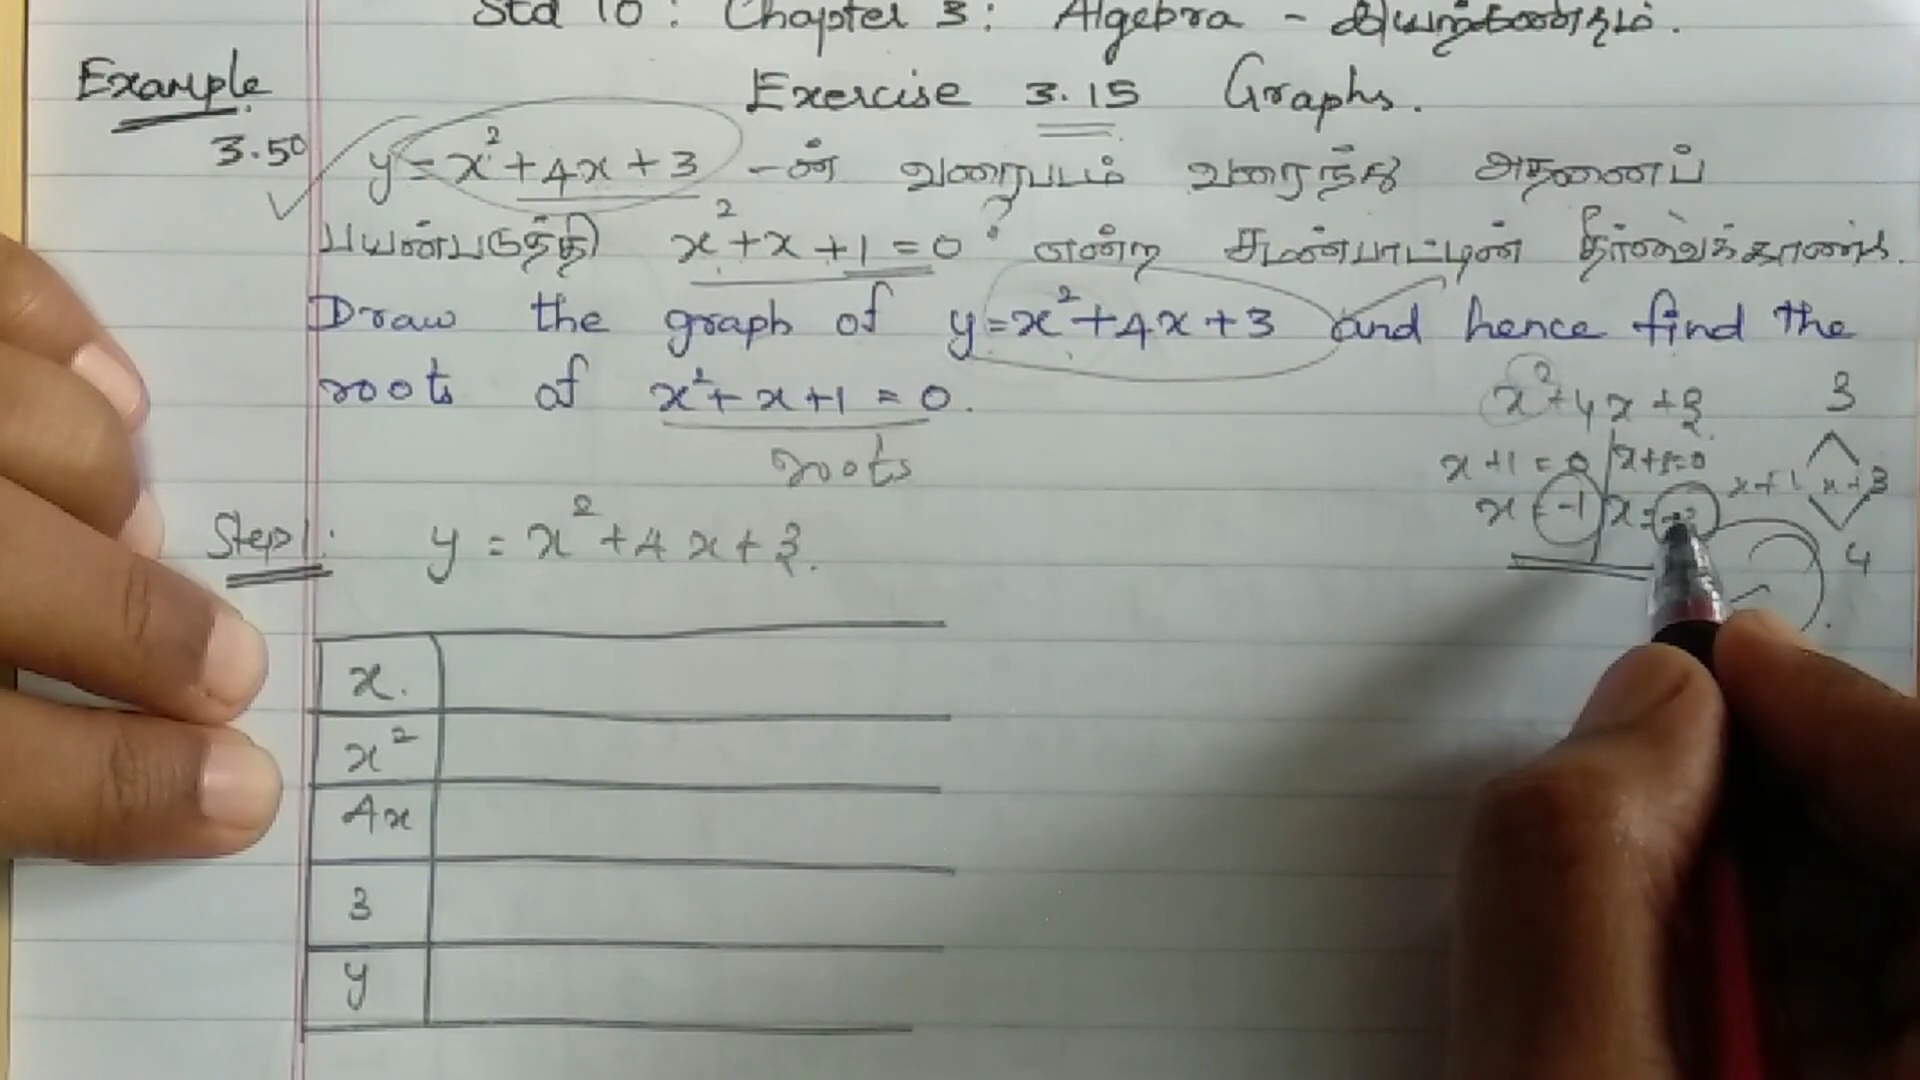 Std 10 : Chapter 3 : Algebra - இயற்கணிதம்.
Example
Exercise 3.15 Graphs.
3.50 y = x² + 4x + 3 -ன் வரைபடம் வரைந்து அதனைப்
பயன்படுத்தி x² + x + 1 = 0 என்ற சமன்பாட்டின் தீர்வைக்காண்க.
Draw the graph of y = x² + 4x + 3 and hence find the
roots of x² + x + 1 = 0.
roots
x² + 4x + 3
3
x + 1 = 0
x + 1 x + 3
x = -1 x =
4
Step 1: y = x² + 4x + 3.
x.
x²
4x
3
y